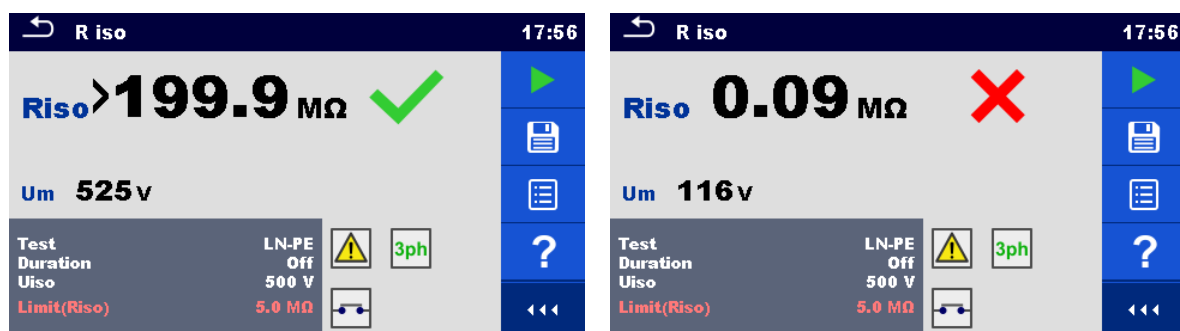 R iso 17:56
Riso >199.9 MΩ
Um 525 V
Test LN-PE
Duration Off
Uiso 500 V
Limit(Riso) 5.0 MΩ
3ph
?
R iso 17:56
Riso 0.09 MΩ
Um 116 V
Test LN-PE
Duration Off
Uiso 500 V
Limit(Riso) 5.0 MΩ
3ph
?